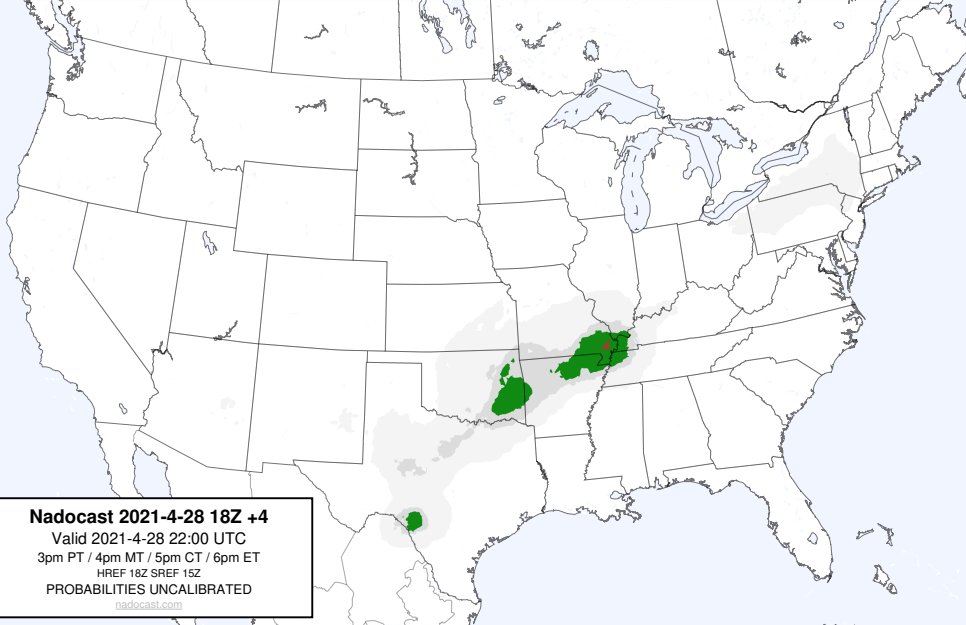 Nadocast 2021-4-28 18Z +4
Valid 2021-4-28 22:00 UTC
3pm PT / 4pm MT / 5pm CT / 6pm ET
HREF 18Z SREF 15Z
PROBABILITIES UNCALIBRATED
nadocast.com